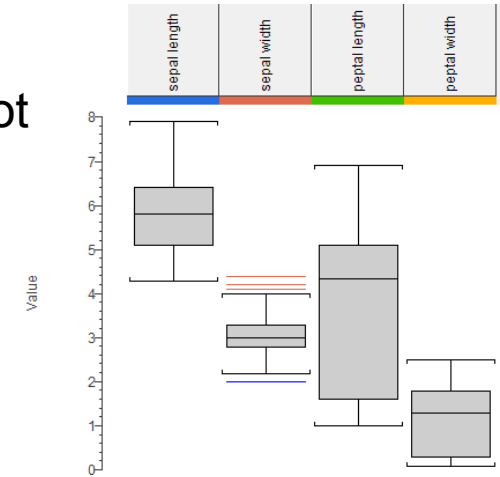 sepal length
sepal width
peptal length
peptal width
ot
8
7
6
5
4
3
2
1
0
Value